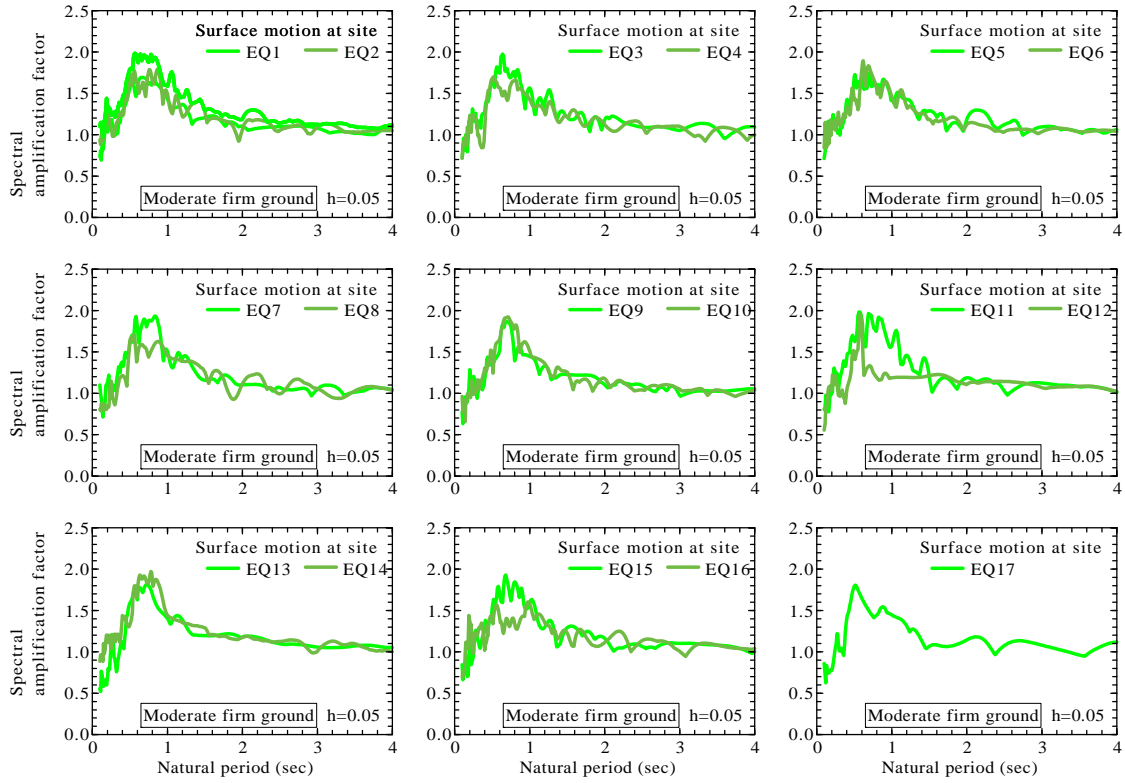 Spectral
amplification factor
2.5
2.0
1.5
1.0
0.5
0.0
Surface motion at site
EQ1 EQ2
Moderate firm ground h=0.05
0 1 2 3 4
2.5
2.0
1.5
1.0
0.5
0.0
Surface motion at site
EQ3 EQ4
Moderate firm ground h=0.05
0 1 2 3 4
2.5
2.0
1.5
1.0
0.5
0.0
Surface motion at site
EQ5 EQ6
Moderate firm ground h=0.05
0 1 2 3 4
Spectral
amplification factor
2.5
2.0
1.5
1.0
0.5
0.0
Surface motion at site
EQ7 EQ8
Moderate firm ground h=0.05
0 1 2 3 4
2.5
2.0
1.5
1.0
0.5
0.0
Surface motion at site
EQ9 EQ10
Moderate firm ground h=0.05
0 1 2 3 4
2.5
2.0
1.5
1.0
0.5
0.0
Surface motion at site
EQ11 EQ12
Moderate firm ground h=0.05
0 1 2 3 4
Spectral
amplification factor
2.5
2.0
1.5
1.0
0.5
0.0
Surface motion at site
EQ13 EQ14
Moderate firm ground h=0.05
0 1 2 3 4
Natural period (sec)
2.5
2.0
1.5
1.0
0.5
0.0
Surface motion at site
EQ15 EQ16
Moderate firm ground h=0.05
0 1 2 3 4
Natural period (sec)
2.5
2.0
1.5
1.0
0.5
0.0
Surface motion at site
EQ17
Moderate firm ground h=0.05
0 1 2 3 4
Natural period (sec)